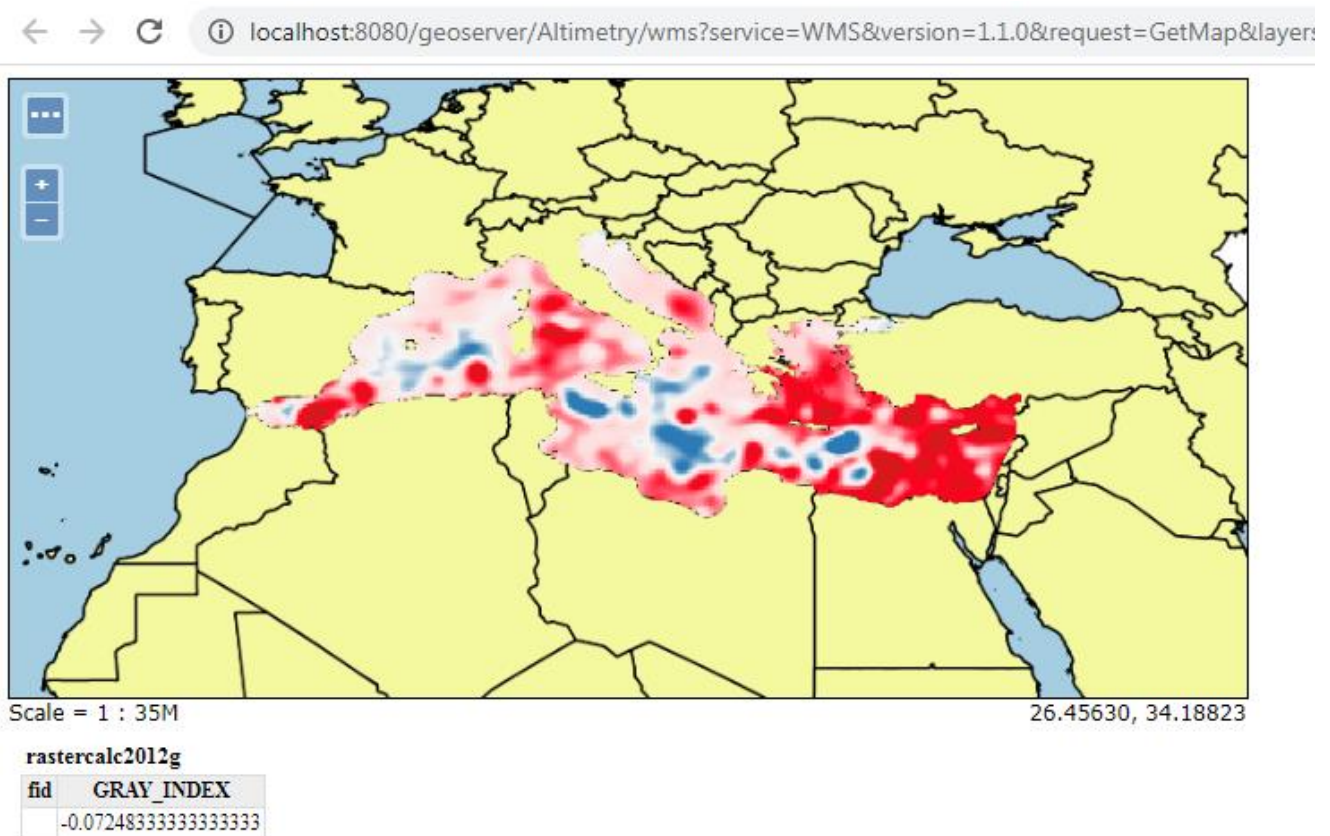 localhost:8080/geoserver/Altimetry/wms?service=WMS&version=1.1.0&request=GetMap&layers
+
−
Scale = 1 : 35M
26.45630, 34.18823
rastercalc2012g
fid GRAY_INDEX
-0.07248333333333333